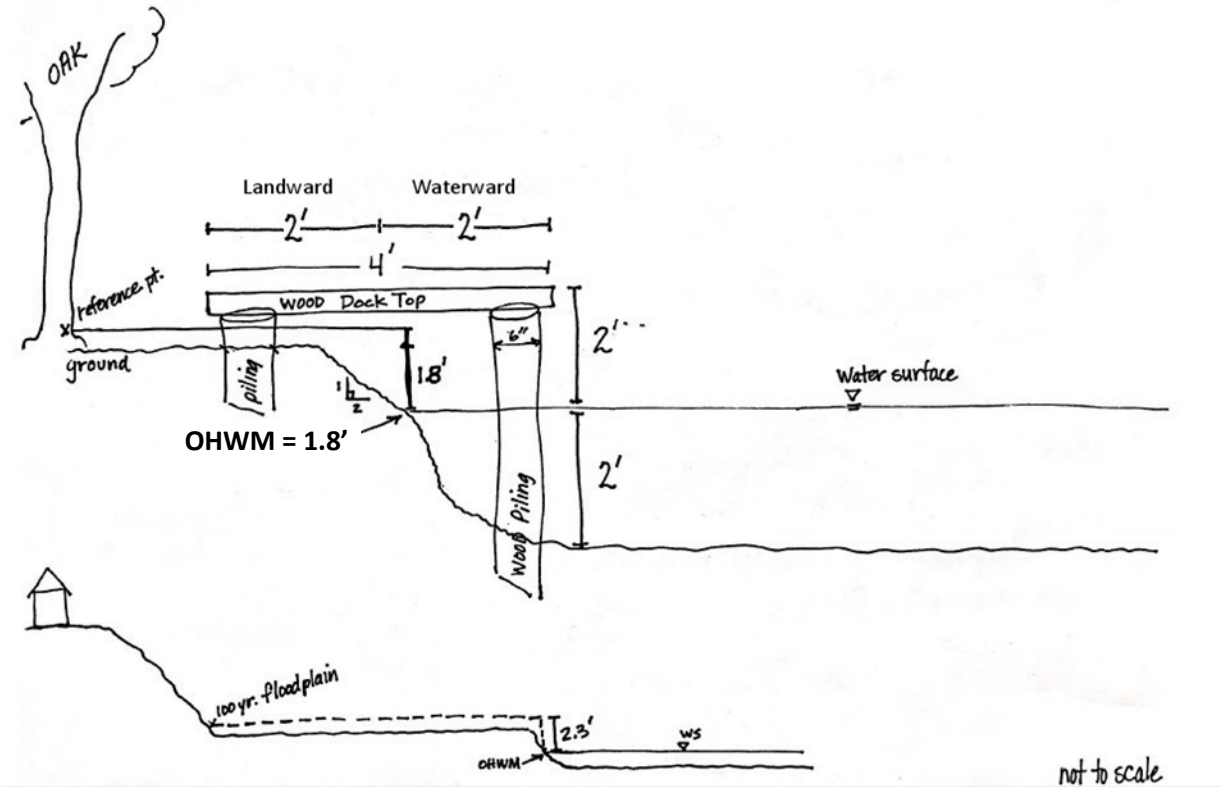 OAK
Landward Waterward
2' 2'
4'
reference pt.
WOOD Dock Top
ground
piling
6"
2'
1.8'
1
2
Water surface
OHWM = 1.8'
2'
WOOD Piling
100 yr. floodplain
2.3'
WS
OHWM
not to scale